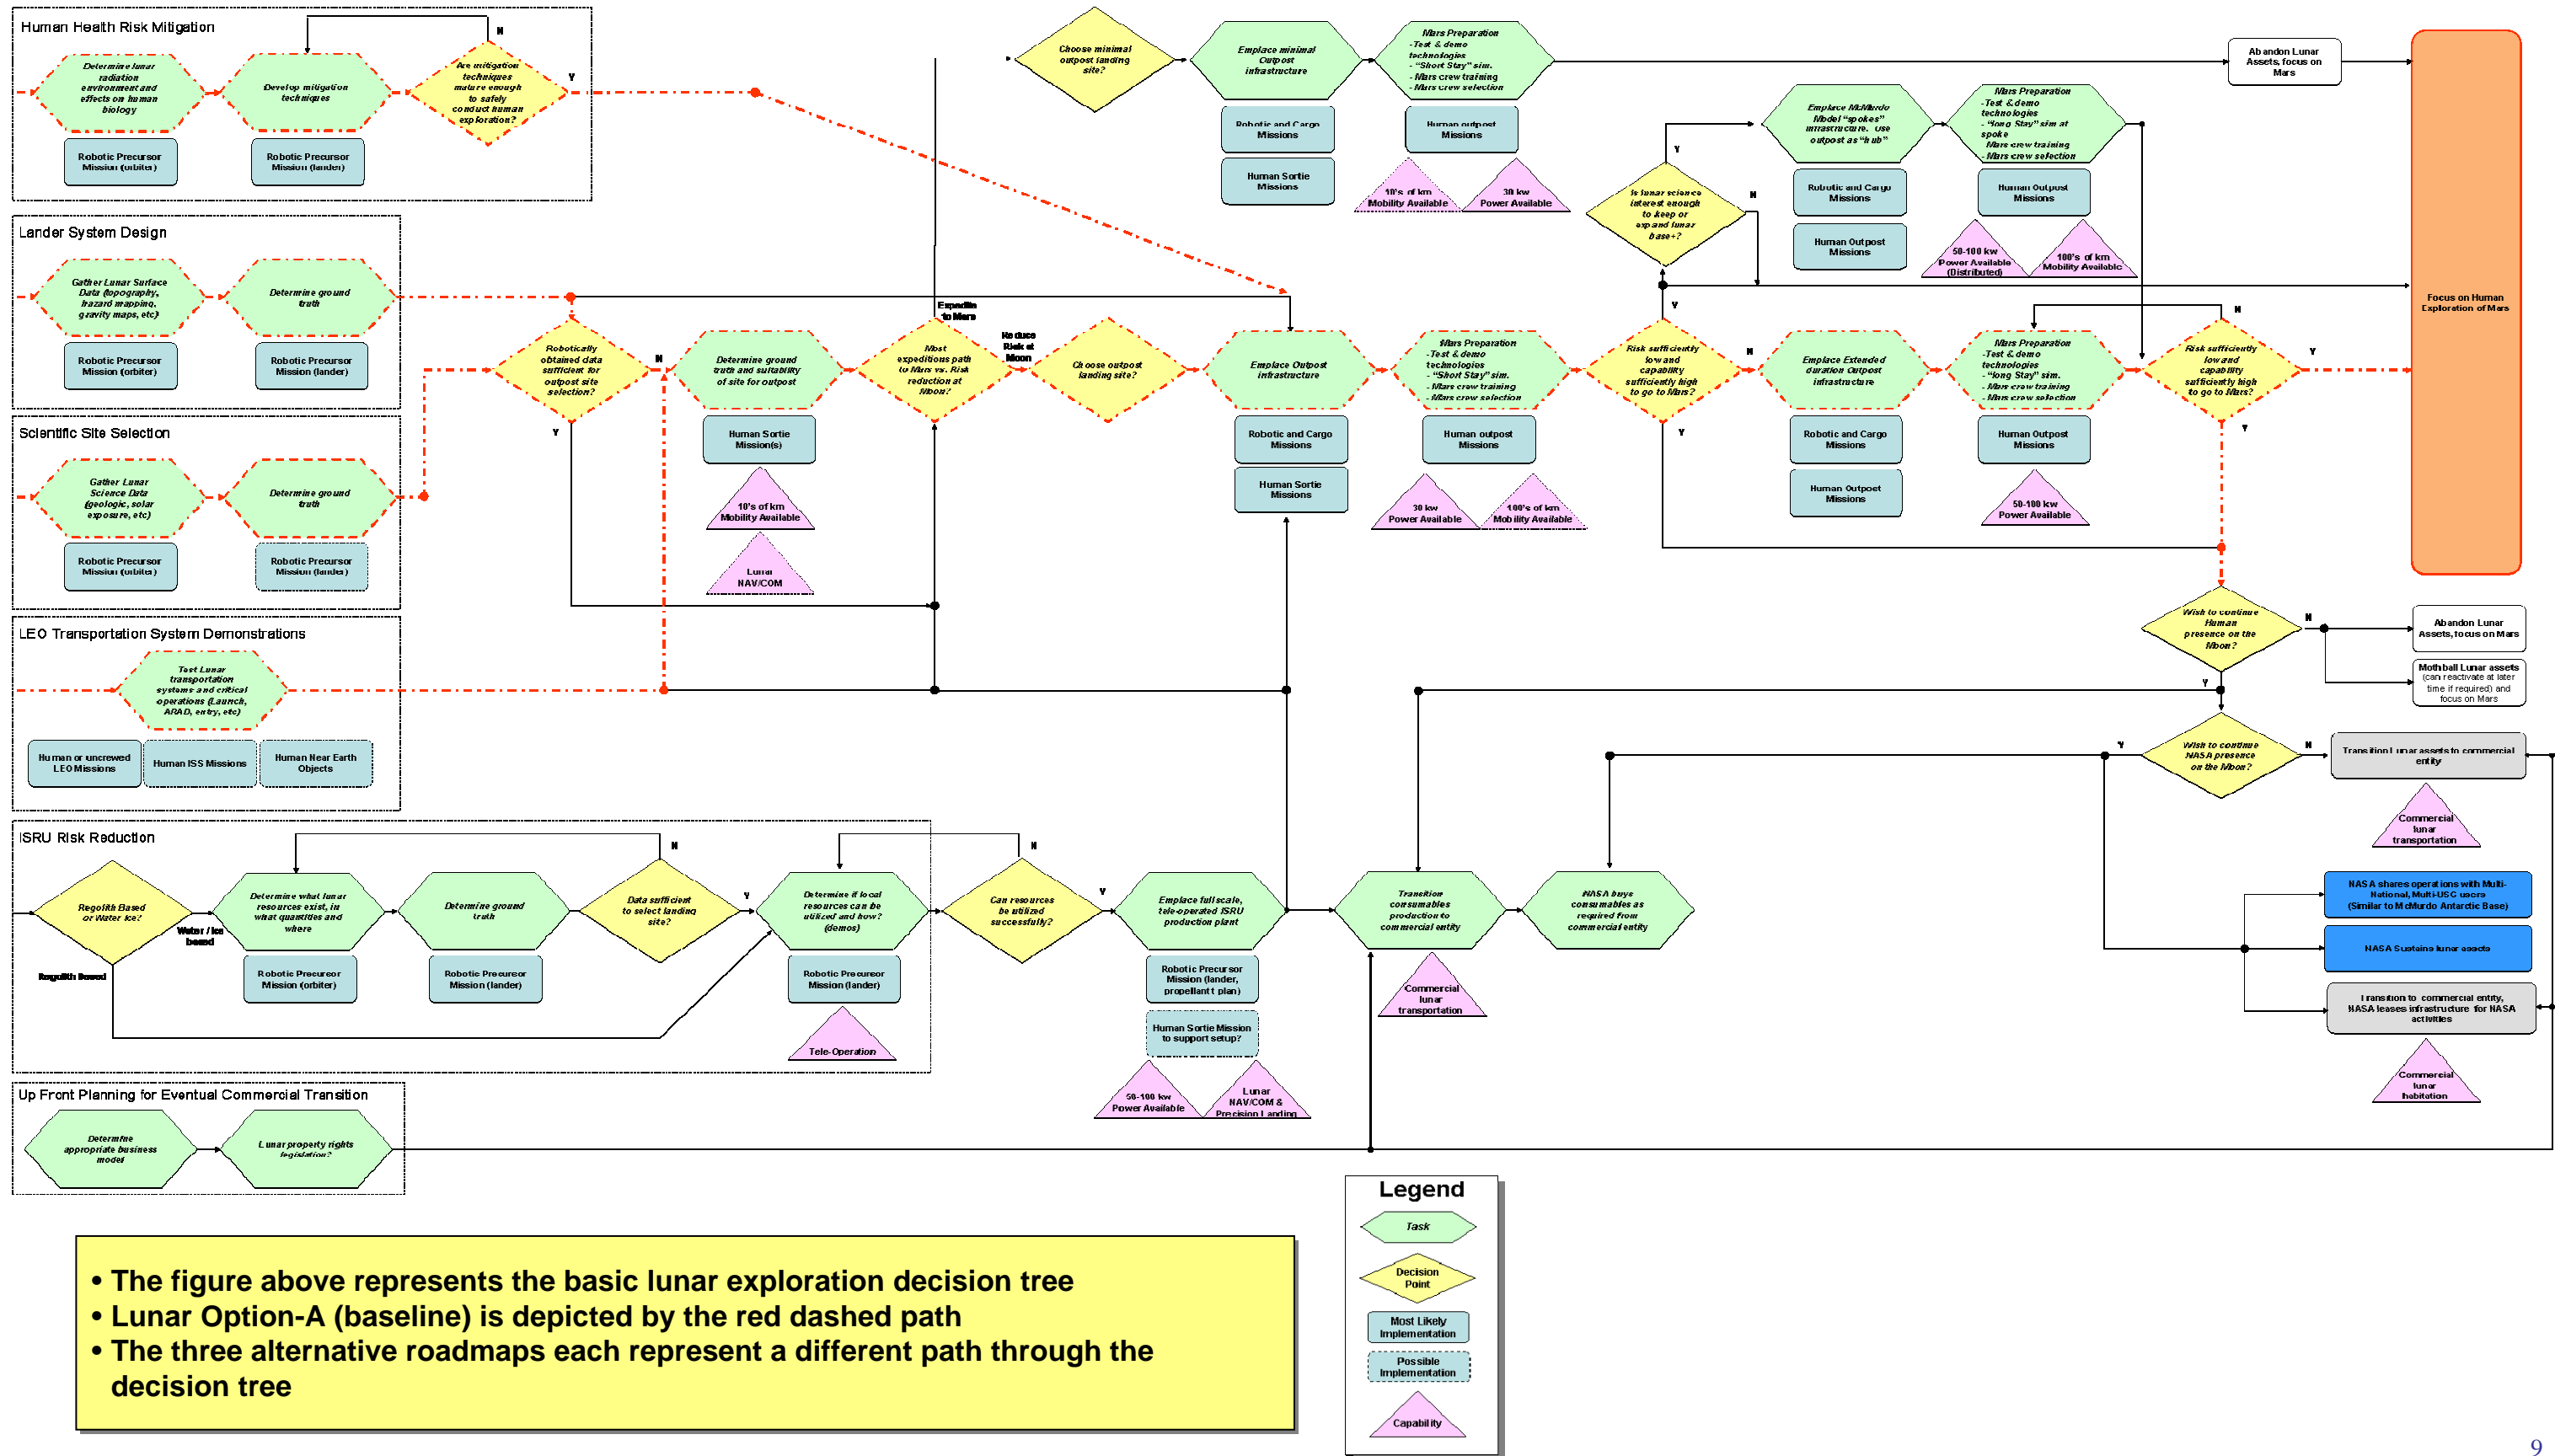 Human Health Risk Mitigation
Determine lunar
radiation
environment and
effects on human
biology
Robotic Precursor
Mission (orbiter)
Develop mitigation
techniques
Robotic Precursor
Mission (lander)
Are mitigation
techniques
mature enough
to safely
conduct human
exploration?
N
Y
Choose minimal
outpost landing
site?
Emplace minimal
Outpost
infrastructure
Robotic and Cargo
Missions
Human Sortie
Missions
Mars Preparation
-Test & demo
technologies
- "Short Stay" sim.
- Mars crew training
- Mars crew selection
Human outpost
Missions
10's of km
Mobility Available
30 kw
Power Available
Abandon Lunar
Assets, focus on
Mars
Is lunar science
interest enough
to keep or
expand lunar
base+?
Y
N
Emplace McMurdo
Model "spokes"
infrastructure. Use
outpost as "hub"
Robotic and Cargo
Missions
Human Outpost
Missions
Mars Preparation
-Test & demo
technologies
- "long Stay" sim at
spoke
- Mars crew training
- Mars crew selection
Human Outpost
Missions
50-100 kw
Power Available
(Distributed)
100's of km
Mobility Available
Focus on Human
Exploration of Mars
Lander System Design
Gather Lunar Surface
Data (topography,
hazard mapping,
gravity maps, etc)
Robotic Precursor
Mission (orbiter)
Determine ground
truth
Robotic Precursor
Mission (lander)
Robotically
obtained data
sufficient for
outpost site
selection?
N
Y
Determine ground
truth and suitability
of site for outpost
Human Sortie
Mission(s)
10's of km
Mobility Available
Lunar
NAV/COM
Most
expeditious path
to Mars vs. Risk
reduction at
Moon?
Expedite
to Mars
Reduce
Risk at
Moon
Choose outpost
landing site?
Emplace Outpost
infrastructure
Robotic and Cargo
Missions
Human Sortie
Missions
Mars Preparation
-Test & demo
technologies
- "Short Stay" sim.
- Mars crew training
- Mars crew selection
Human outpost
Missions
30 kw
Power Available
100's of km
Mobility Available
Risk sufficiently
low and
capability
sufficiently high
to go to Mars?
Y
N
Y
Emplace Extended
duration Outpost
infrastructure
Robotic and Cargo
Missions
Human Outpost
Missions
Mars Preparation
-Test & demo
technologies
- "long Stay" sim.
- Mars crew training
- Mars crew selection
Human Outpost
Missions
50-100 kw
Power Available
Risk sufficiently
low and
capability
sufficiently high
to go to Mars?
N
Y
Y
Scientific Site Selection
Gather Lunar
Science Data
(geologic, solar
exposure, etc)
Robotic Precursor
Mission (orbiter)
Determine ground
truth
Robotic Precursor
Mission (lander)
Wish to continue
Human
presence on the
Moon?
N
Y
Abandon Lunar
Assets, focus on Mars
Mothball Lunar assets
(can reactivate at later
time if required) and
focus on Mars
LEO Transportation System Demonstrations
Test Lunar
transportation
systems and critical
operations (Launch,
ARAD, entry, etc)
Human or uncrewed
LEO Missions
Human ISS Missions
Human Near Earth
Objects
Wish to continue
NASA presence
on the Moon?
Y
N
Transition Lunar assets to commercial
entity
Commercial
lunar
transportation
NASA shares operations with Multi-
National, Multi-USC users
(Similar to McMurdo Antarctic Base)
NASA Sustains lunar assets
Transition to commercial entity,
NASA leases infrastructure for NASA
activities
Commercial
lunar
habitation
ISRU Risk Reduction
Regolith Based
or Water Ice?
Water / Ice
based
Regolith Based
Determine what lunar
resources exist, in
what quantities and
where
Robotic Precursor
Mission (orbiter)
Determine ground
truth
Robotic Precursor
Mission (lander)
Data sufficient
to select landing
site?
N
Y
Determine if local
resources can be
utilized and how?
(demos)
Robotic Precursor
Mission (lander)
Tele-Operation
Can resources
be utilized
successfully?
N
Y
Emplace full scale,
tele-operated ISRU
production plant
Robotic Precursor
Mission (lander,
propellant plan)
Human Sortie Mission
to support setup?
50-100 kw
Power Available
Lunar
NAV/COM &
Precision Landing
Transition
consumables
production to
commercial entity
Commercial
lunar
transportation
NASA buys
consumables as
required from
commercial entity
Up Front Planning for Eventual Commercial Transition
Determine
appropriate business
model
Lunar property rights
legislation?
Legend
Task
Decision
Point
Most Likely
Implementation
Possible
Implementation
Capability
• The figure above represents the basic lunar exploration decision tree
• Lunar Option-A (baseline) is depicted by the red dashed path
• The three alternative roadmaps each represent a different path through the
decision tree
9